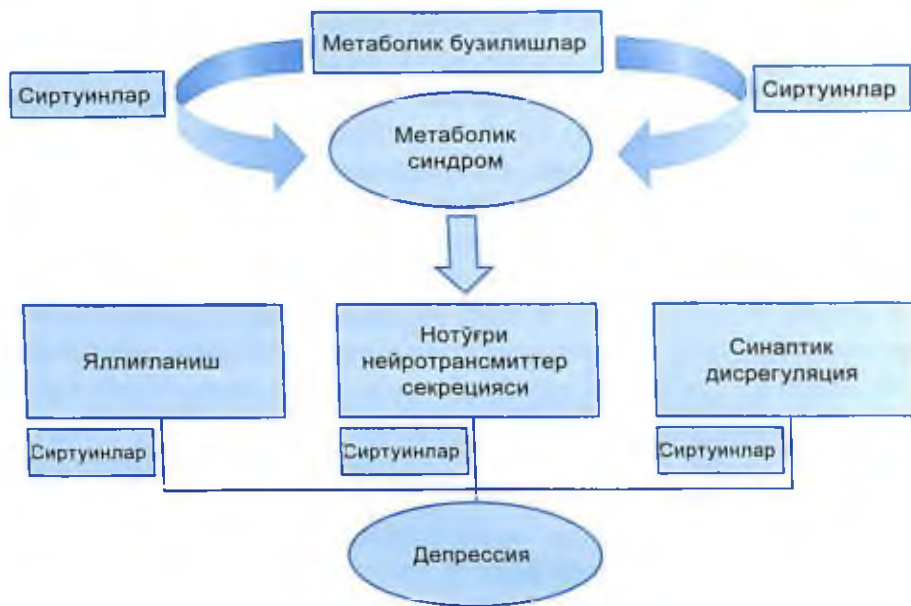 Метаболик бузилишлар
Сиртуинлар
Сиртуинлар
Метаболик
синдром
Яллиғланиш
Нотўғри
нейротрансмиттер
секрецияси
Синаптик
дисрегуляция
Сиртуинлар
Сиртуинлар
Сиртуинлар
Депрессия